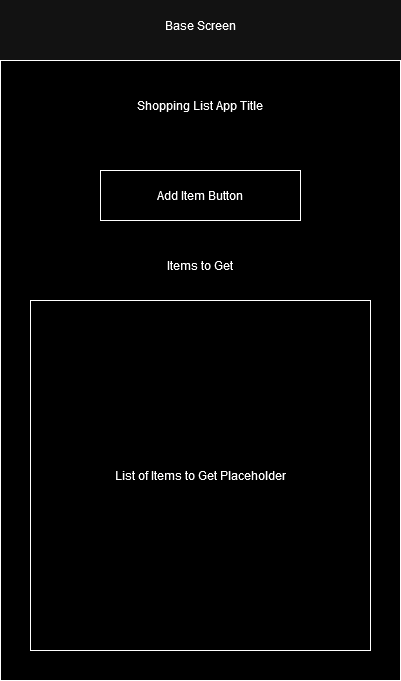 Base Screen
Shopping List App Title
Add Item Button
Items to Get
List of Items to Get Placeholder